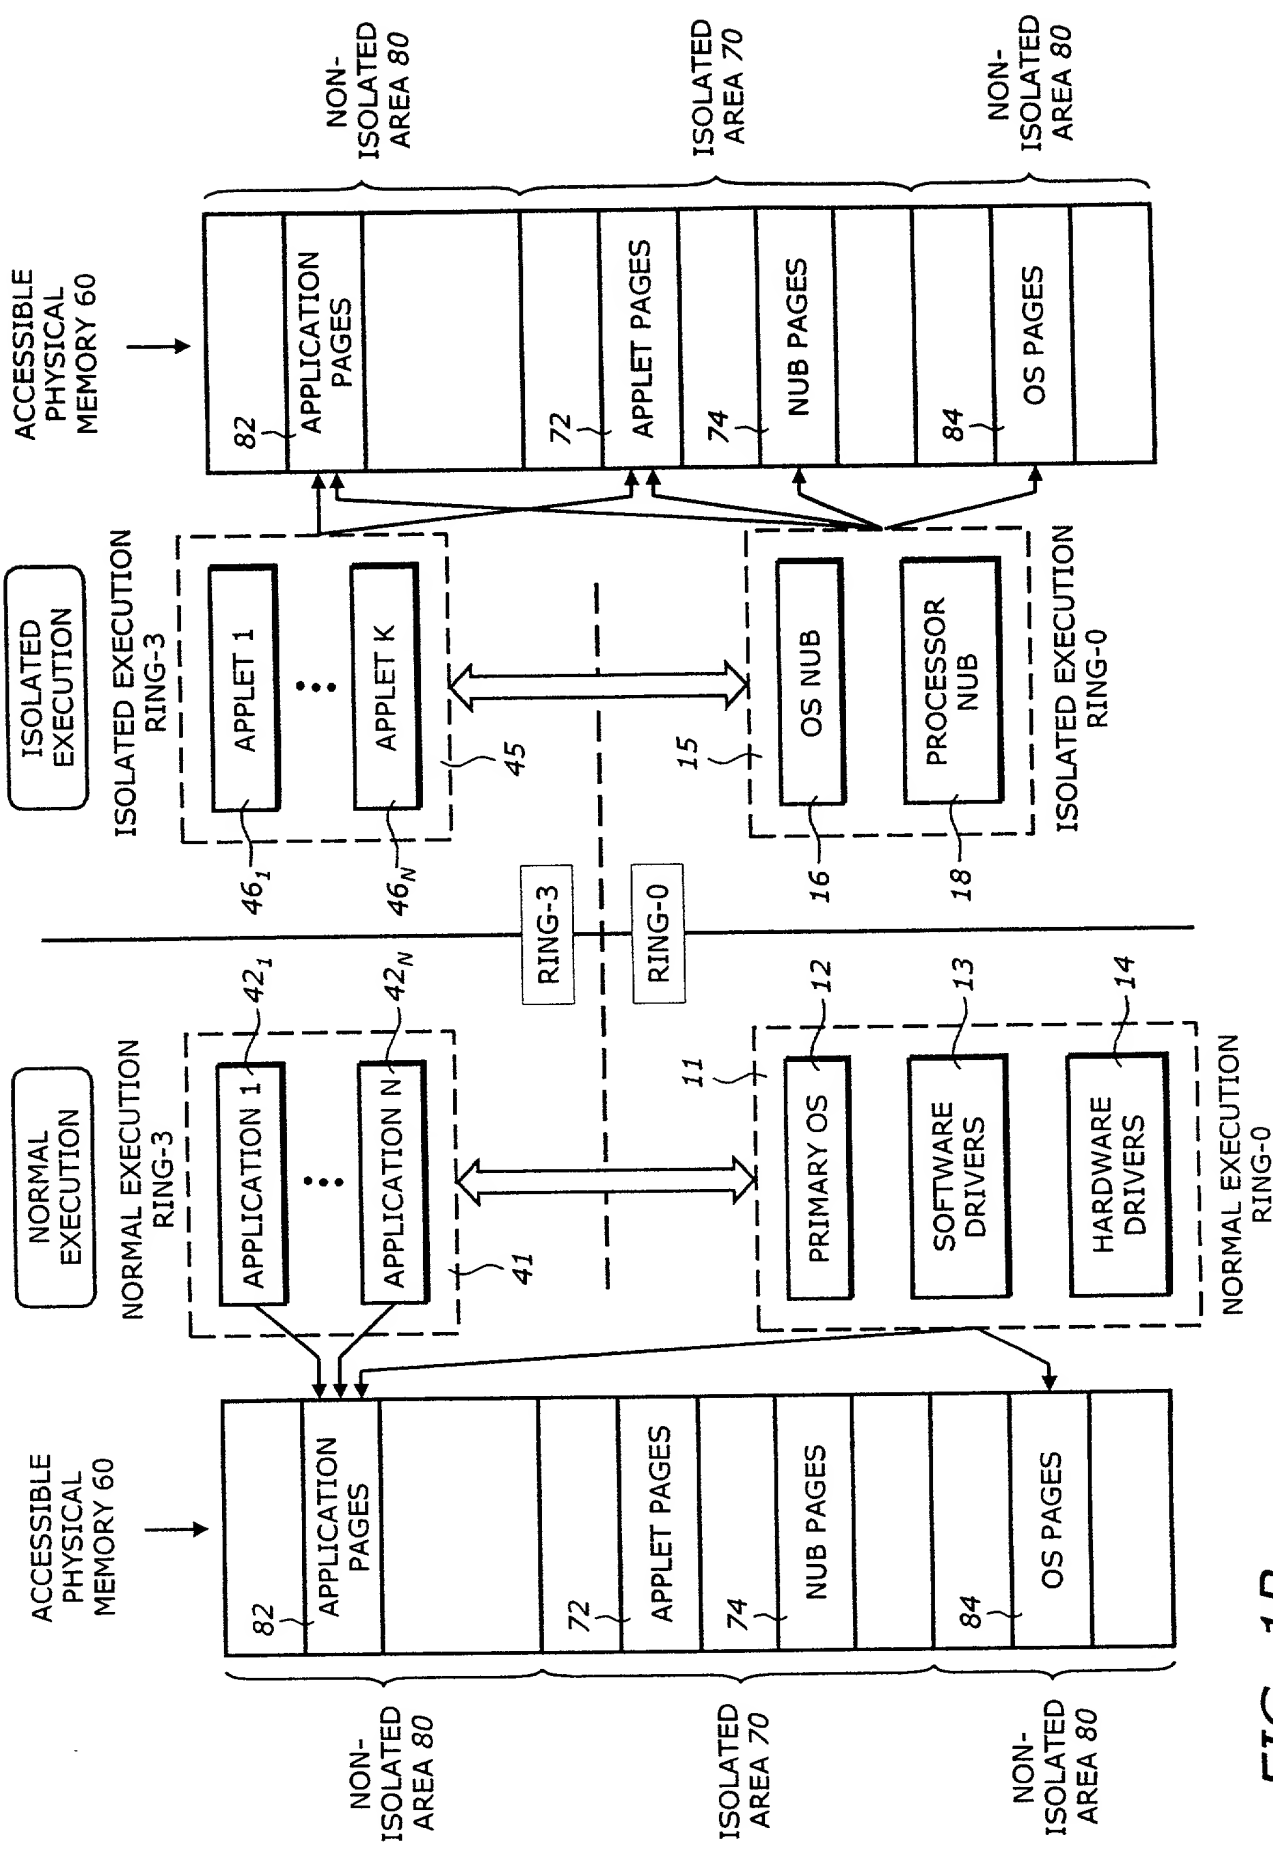 ACCESSIBLE
PHYSICAL
MEMORY 60
NON-
ISOLATED
AREA 80
ISOLATED
AREA 70
NON-
ISOLATED
AREA 80
82
APPLICATION
PAGES
72
APPLET PAGES
74
NUB PAGES
84
OS PAGES
NORMAL
EXECUTION
NORMAL EXECUTION
RING-3
APPLICATION 1
42₁
APPLICATION N
42_N
41
RING-3
RING-0
11
PRIMARY OS
12
SOFTWARE
DRIVERS
13
HARDWARE
DRIVERS
14
NORMAL EXECUTION
RING-0
ISOLATED
EXECUTION
ISOLATED EXECUTION
RING-3
46₁
APPLET 1
46_N
APPLET K
45
15
OS NUB
16
PROCESSOR
NUB
18
ISOLATED EXECUTION
RING-0
ACCESSIBLE
PHYSICAL
MEMORY 60
82
APPLICATION
PAGES
72
APPLET PAGES
74
NUB PAGES
84
OS PAGES
NON-
ISOLATED
AREA 80
ISOLATED
AREA 70
NON-
ISOLATED
AREA 80